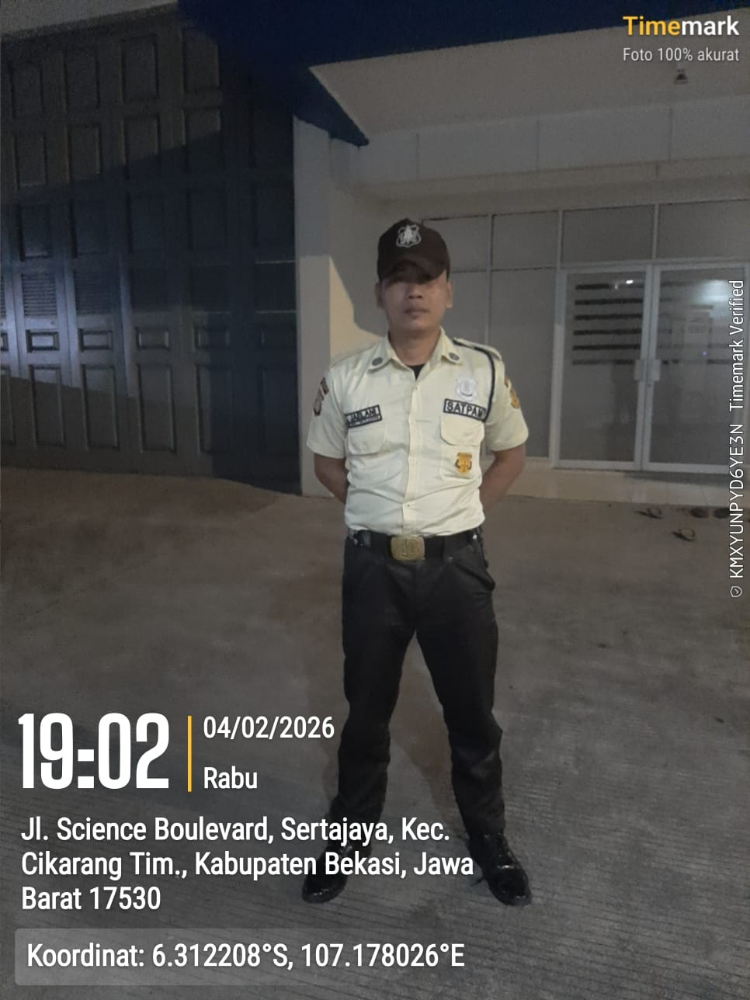 Timemark
Foto 100% akurat
SATPAM
KMXYUNPYD6YE3N Timemark Verified
19:02
04/02/2026
Rabu
Jl. Science Boulevard, Sertajaya, Kec.
Cikarang Tim., Kabupaten Bekasi, Jawa
Barat 17530
Koordinat: 6.312208°S, 107.178026°E